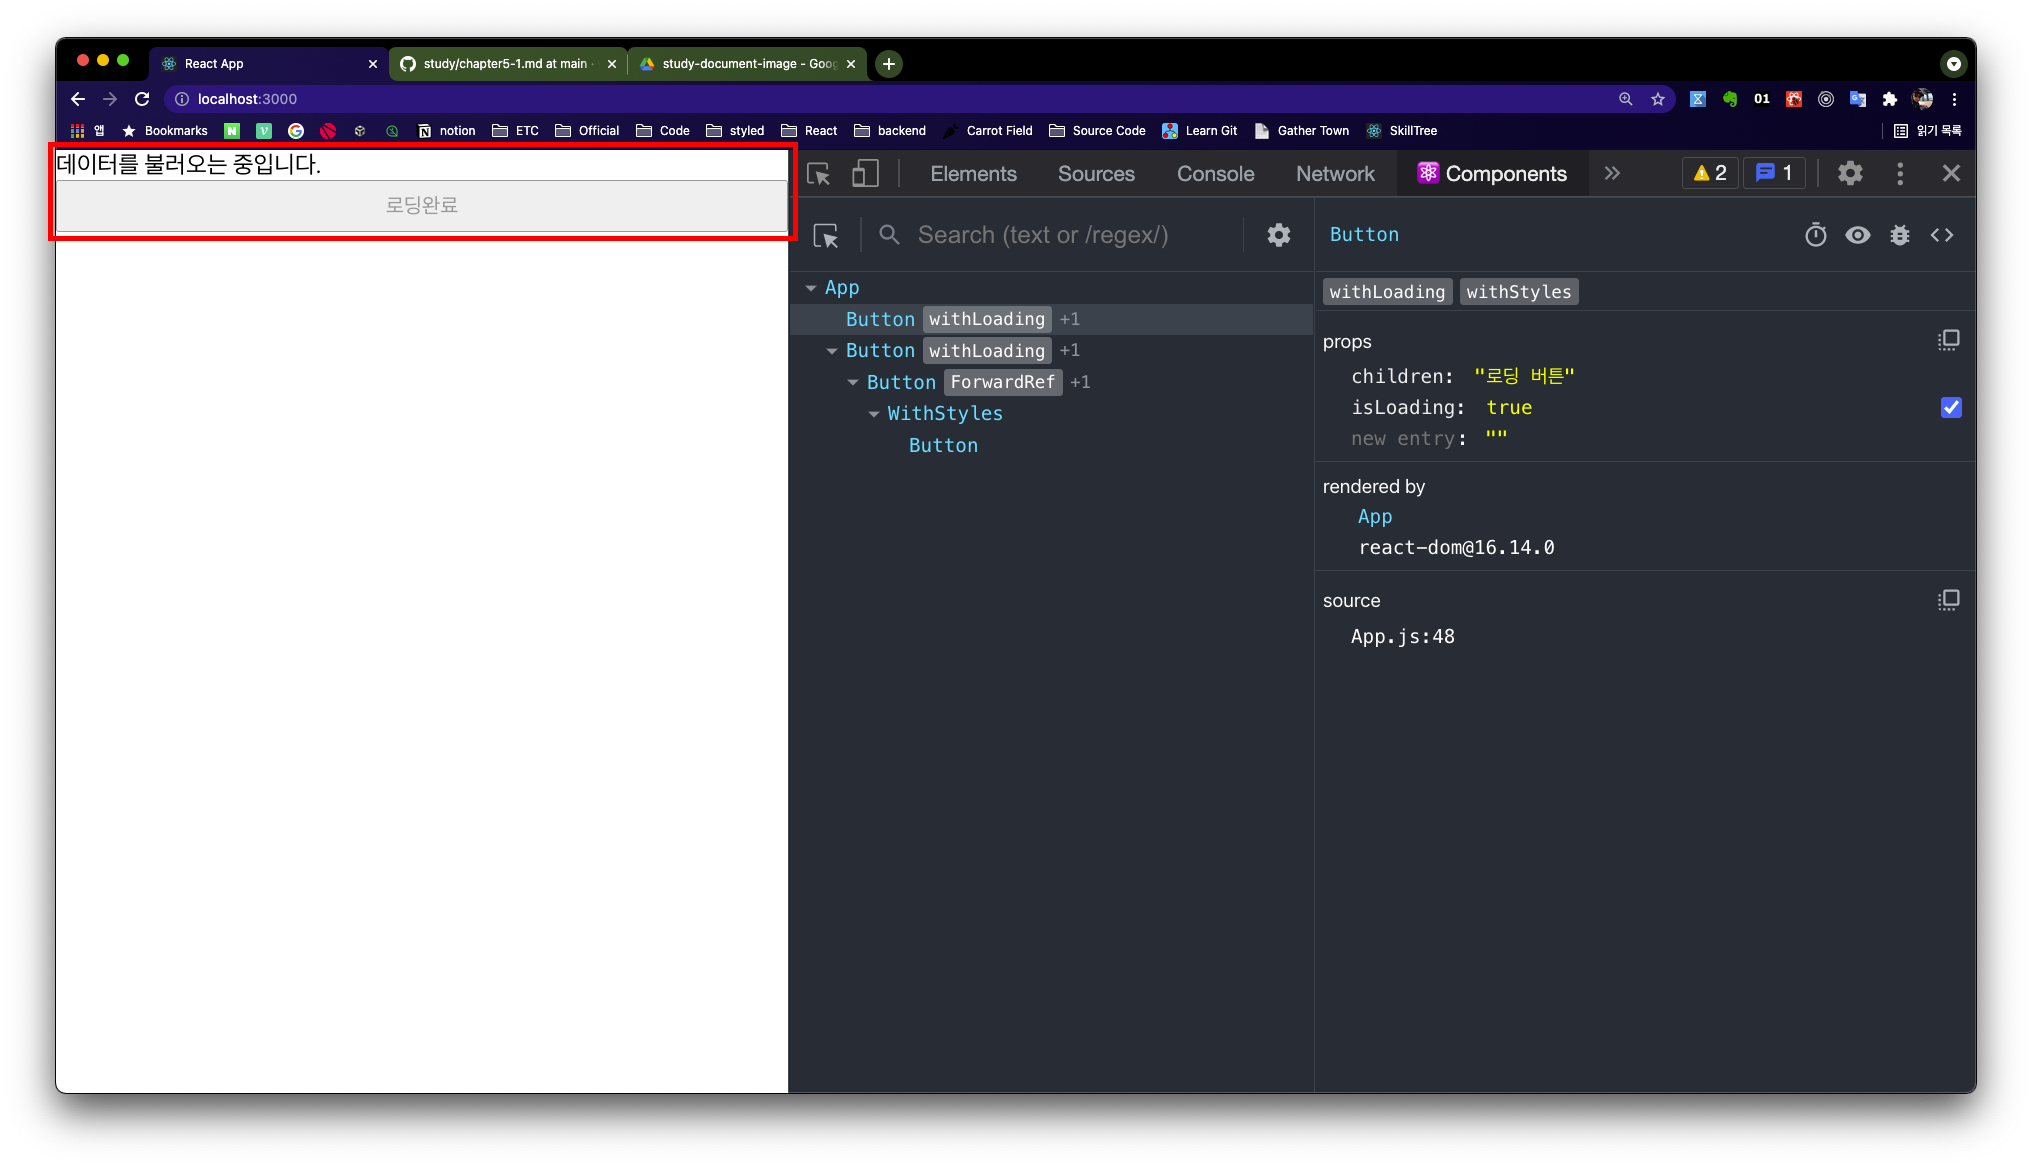 React App
study/chapter5-1.md at main ·
study-document-image - Goog
localhost:3000
01
앱 Bookmarks notion ETC Official Code styled React backend Carrot Field Source Code Learn Git Gather Town SkillTree 읽기 목록
데이터를 불러오는 중입니다.
로딩완료
Elements Sources Console Network Components 2 1
Search (text or /regex/)
App
Button withLoading +1
Button withLoading +1
Button ForwardRef +1
WithStyles
Button
Button
withLoading withStyles
props
children: "로딩 버튼"
isLoading: true
new entry: ""
rendered by
App
react-dom@16.14.0
source
App.js:48